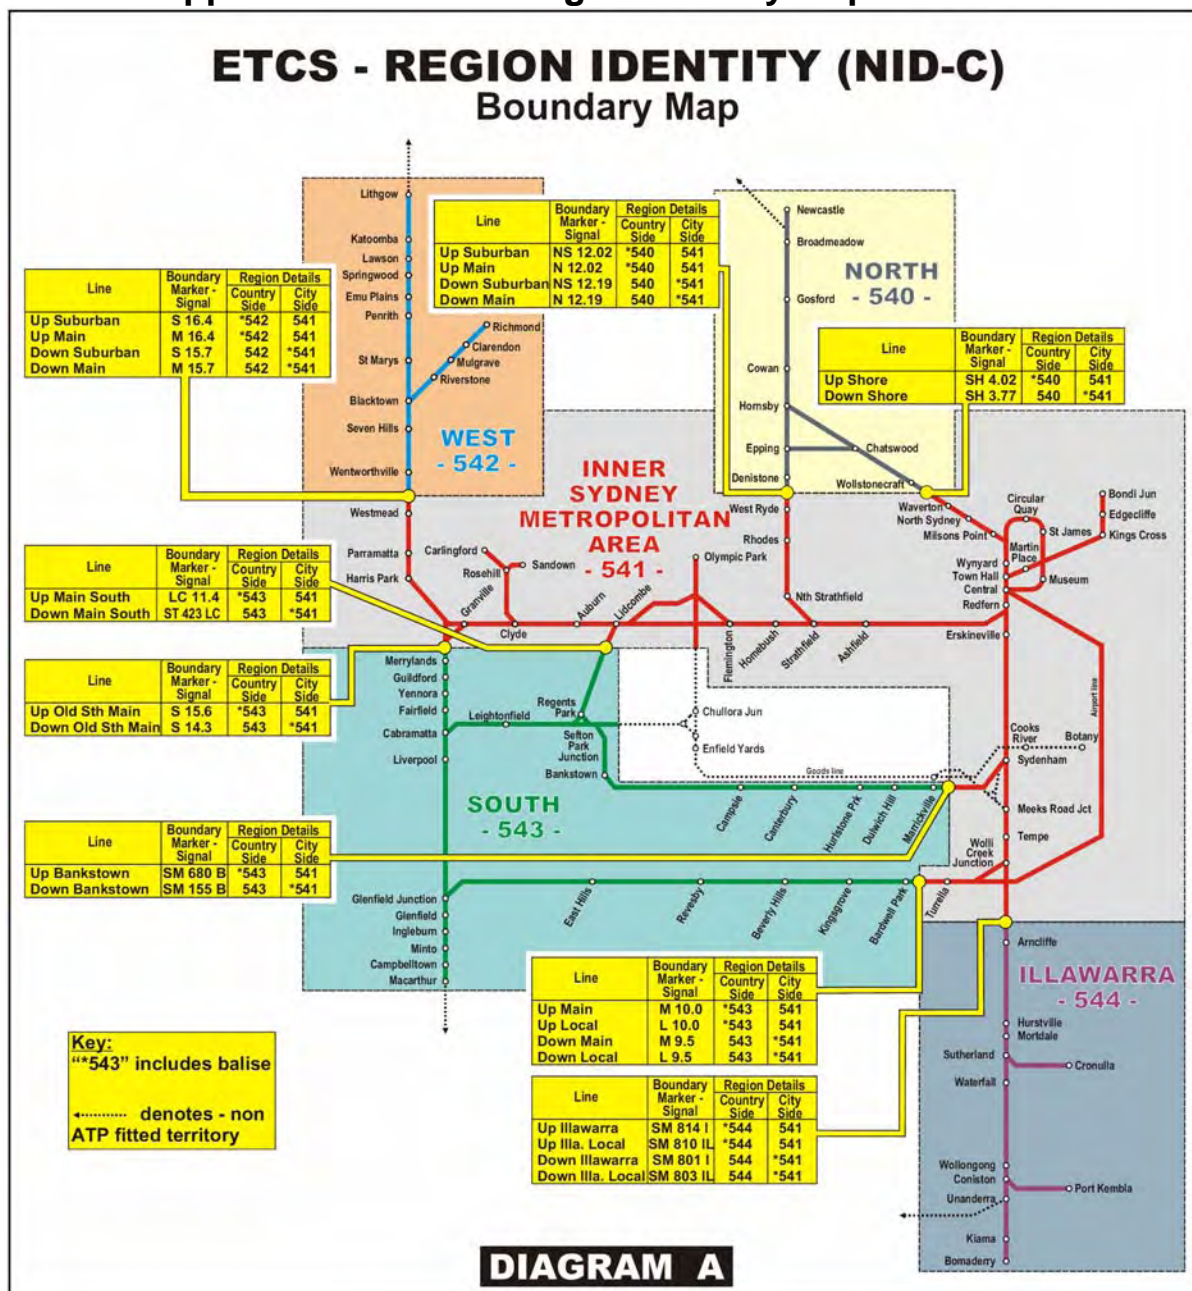 ETCS - REGION IDENTITY (NID-C)
Boundary Map
Lithgow
Katoomba
Lawson
Springwood
Emu Plains
Penrith
St Marys
Blacktown
Seven Hills
Wentworthville
Richmond
Clarendon
Mulgrave
Riverstone
WEST
- 542 -
Line Boundary Marker - Signal Region Details Country Side City Side
Up Suburban NS 12.02 *540 541
Up Main N 12.02 *540 541
Down Suburban NS 12.19 540 *541
Down Main N 12.19 540 *541
Newcastle
Broadmeadow
Gosford
Cowan
Hornsby
Epping
Chatswood
Denistone
Wollstonecraft
NORTH
- 540 -
Line Boundary Marker - Signal Region Details Country Side City Side
Up Suburban S 16.4 *542 541
Up Main M 16.4 *542 541
Down Suburban S 15.7 542 *541
Down Main M 15.7 542 *541
Line Boundary Marker - Signal Region Details Country Side City Side
Up Shore SH 4.02 *540 541
Down Shore SH 3.77 540 *541
INNER
SYDNEY
METROPOLITAN
AREA
- 541 -
Westmead
Parramatta
Harris Park
Carlingford
Rosehill
Sandown
Granville
Clyde
Auburn
Lidcombe
Olympic Park
Flemington
Homebush
Strathfield
Ashfield
West Ryde
Rhodes
Nth Strathfield
Waverton
North Sydney
Milsons Point
Circular
Quay
St James
Martin
Place
Museum
Bondi Jun
Edgecliffe
Kings Cross
Wynyard
Town Hall
Central
Redfern
Erskineville
Airport line
Cooks
River
Botany
Sydenham
Meeks Road Jct
Tempe
Wolli
Creek
Junction
Line Boundary Marker - Signal Region Details Country Side City Side
Up Main South LC 11.4 *543 541
Down Main South ST 423 LC 543 *541
Line Boundary Marker - Signal Region Details Country Side City Side
Up Old Sth Main S 15.6 *543 541
Down Old Sth Main S 14.3 543 *541
Merrylands
Guildford
Yennora
Fairfield
Cabramatta
Liverpool
Leightonfield
Regents
Park
Sefton
Park
Junction
Bankstown
Chullora Jun
Enfield Yards
Goods line
Campsie
Canterbury
Hurlstone Prk
Dulwich Hill
Marrickville
SOUTH
- 543 -
Line Boundary Marker - Signal Region Details Country Side City Side
Up Bankstown SM 680 B *543 541
Down Bankstown SM 155 B 543 *541
Glenfield Junction
Glenfield
Ingleburn
Minto
Campbelltown
Macarthur
East Hills
Revesby
Beverly Hills
Kingsgrove
Bardwell Park
Turrella
Line Boundary Marker - Signal Region Details Country Side City Side
Up Main M 10.0 *543 541
Up Local L 10.0 *543 541
Down Main M 9.5 543 *541
Down Local L 9.5 543 *541
Line Boundary Marker - Signal Region Details Country Side City Side
Up Illawarra SM 814 I *544 541
Up Illa. Local SM 810 IL *544 541
Down Illawarra SM 801 I 544 *541
Down Illa. Local SM 803 IL 544 *541
Arncliffe
ILLAWARRA
- 544 -
Hurstville
Mortdale
Sutherland
Cronulla
Waterfall
Wollongong
Coniston
Port Kembla
Unanderra
Kiama
Bomaderry
Key:
"*543" includes balise
denotes - non
ATP fitted territory
DIAGRAM A